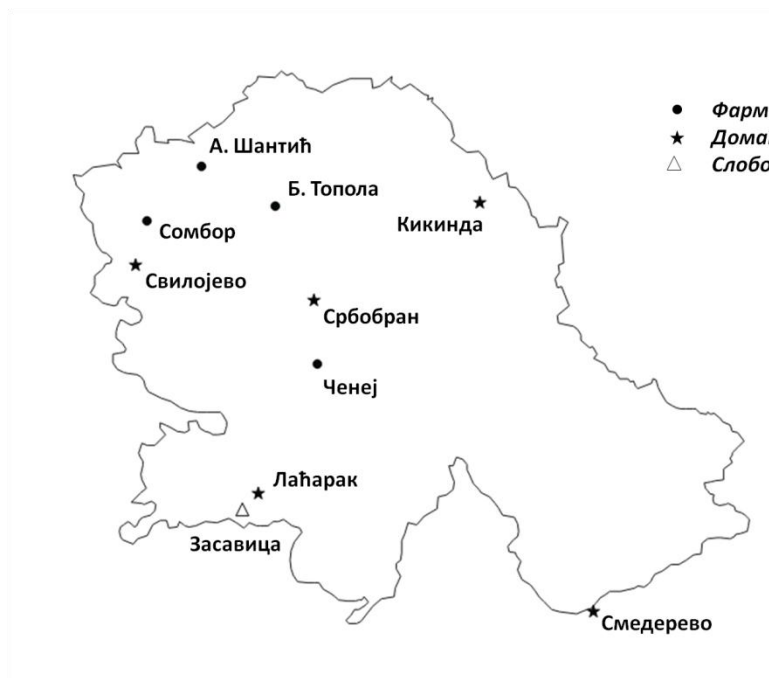 А. Шантић
Б. Топола
Сомбор
Кикинда
Свилојево
Србобран
Ченеј
Лаћарак
Засавица
Смедерево
Фарм
Дома
Слобо